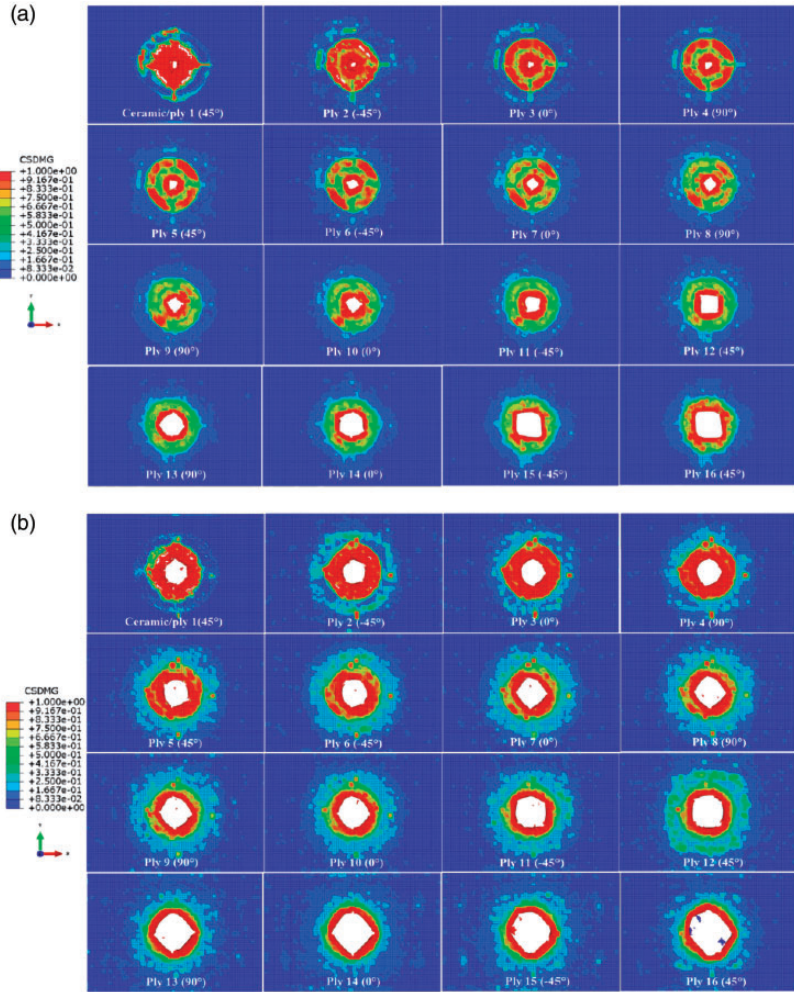 (a)
Ceramic/ply 1 (45°)
Ply 2 (-45°)
Ply 3 (0°)
Ply 4 (90°)
CSDMG
+1.000e+00
+9.167e-01
+8.333e-01
+7.500e-01
+6.667e-01
+5.833e-01
+5.000e-01
+4.167e-01
+3.333e-01
+2.500e-01
+1.667e-01
+8.333e-02
+0.000e+00
Ply 5 (45°)
Ply 6 (-45°)
Ply 7 (0°)
Ply 8 (90°)
Y
X
Ply 9 (90°)
Ply 10 (0°)
Ply 11 (-45°)
Ply 12 (45°)
Ply 13 (90°)
Ply 14 (0°)
Ply 15 (-45°)
Ply 16 (45°)
(b)
Ceramic/ply 1(45°)
Ply 2 (-45°)
Ply 3 (0°)
Ply 4 (90°)
CSDMG
+1.000e+00
+9.167e-01
+8.333e-01
+7.500e-01
+6.667e-01
+5.833e-01
+5.000e-01
+4.167e-01
+3.333e-01
+2.500e-01
+1.667e-01
+8.333e-02
+0.000e+00
Ply 5 (45°)
Ply 6 (-45°)
Ply 7 (0°)
Ply 8 (90°)
Y
X
Ply 9 (90°)
Ply 10 (0°)
Ply 11 (-45°)
Ply 12 (45°)
Ply 13 (90°)
Ply 14 (0°)
Ply 15 (-45°)
Ply 16 (45°)